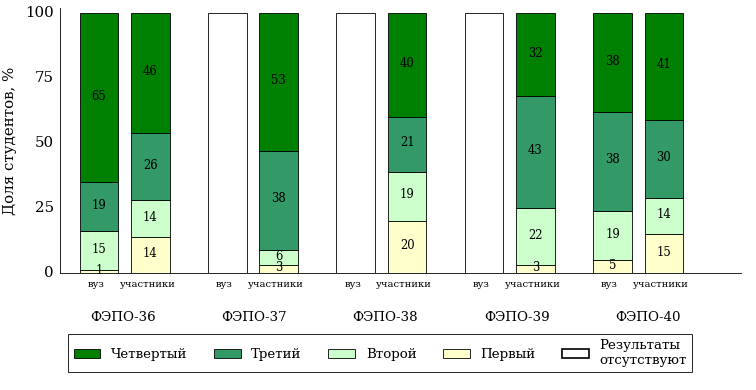 100
75
50
25
0
Доля студентов, %
65 19 15 1
46 26 14 14
53 38 6 3
40 21 19 20
32 43 22 3
38 38 19 5
41 30 14 15
вуз участники вуз участники вуз участники вуз участники вуз участники
ФЭПО-36 ФЭПО-37 ФЭПО-38 ФЭПО-39 ФЭПО-40
Четвертый Третий Второй Первый Результаты
отсутствуют